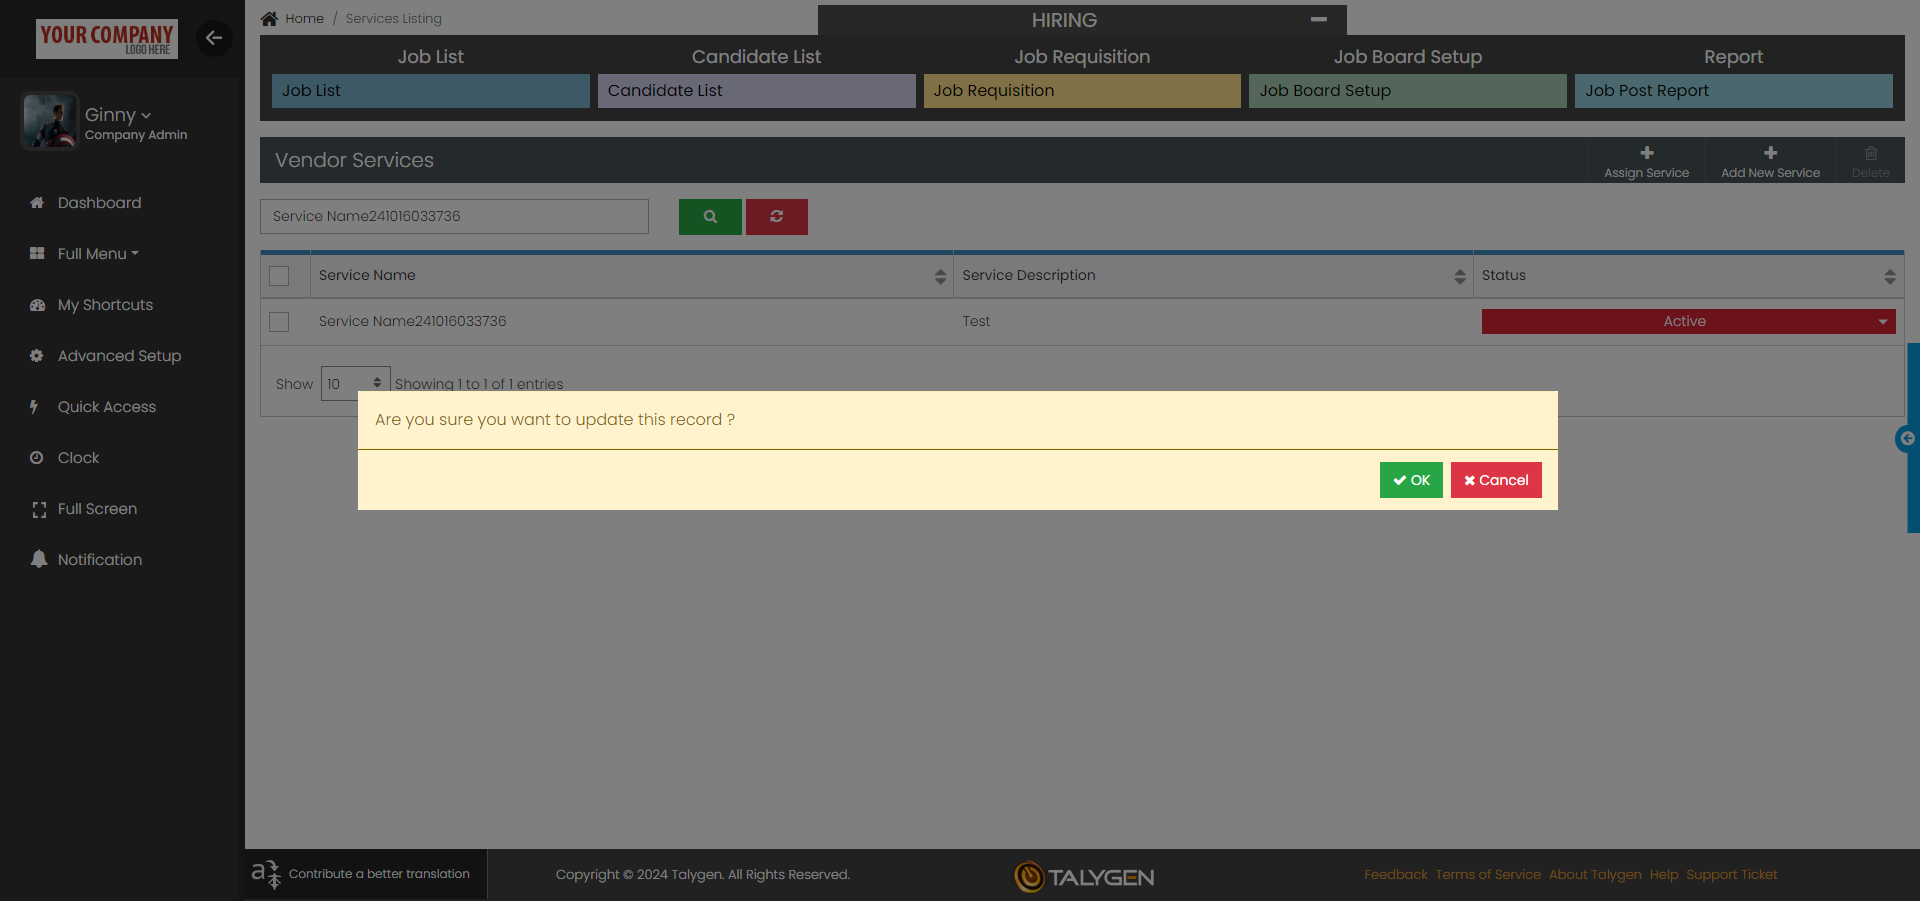 YOUR COMPANY
LOGO HERE
Ginny
Company Admin
Dashboard
Full Menu
My Shortcuts
Advanced Setup
Quick Access
Clock
Full Screen
Notification
Home / Services Listing
HIRING
Job List
Candidate List
Job Requisition
Job Board Setup
Report
Job List
Candidate List
Job Requisition
Job Board Setup
Job Post Report
Vendor Services
Assign Service
Add New Service
Delete
Service Name241016033736
Service Name
Service Description
Status
Service Name241016033736
Test
Active
Show 10 Showing 1 to 1 of 1 entries
Are you sure you want to update this record ?
OK
Cancel
Contribute a better translation
Copyright © 2024 Talygen. All Rights Reserved.
TALYGEN
Feedback Terms of Service About Talygen Help Support Ticket